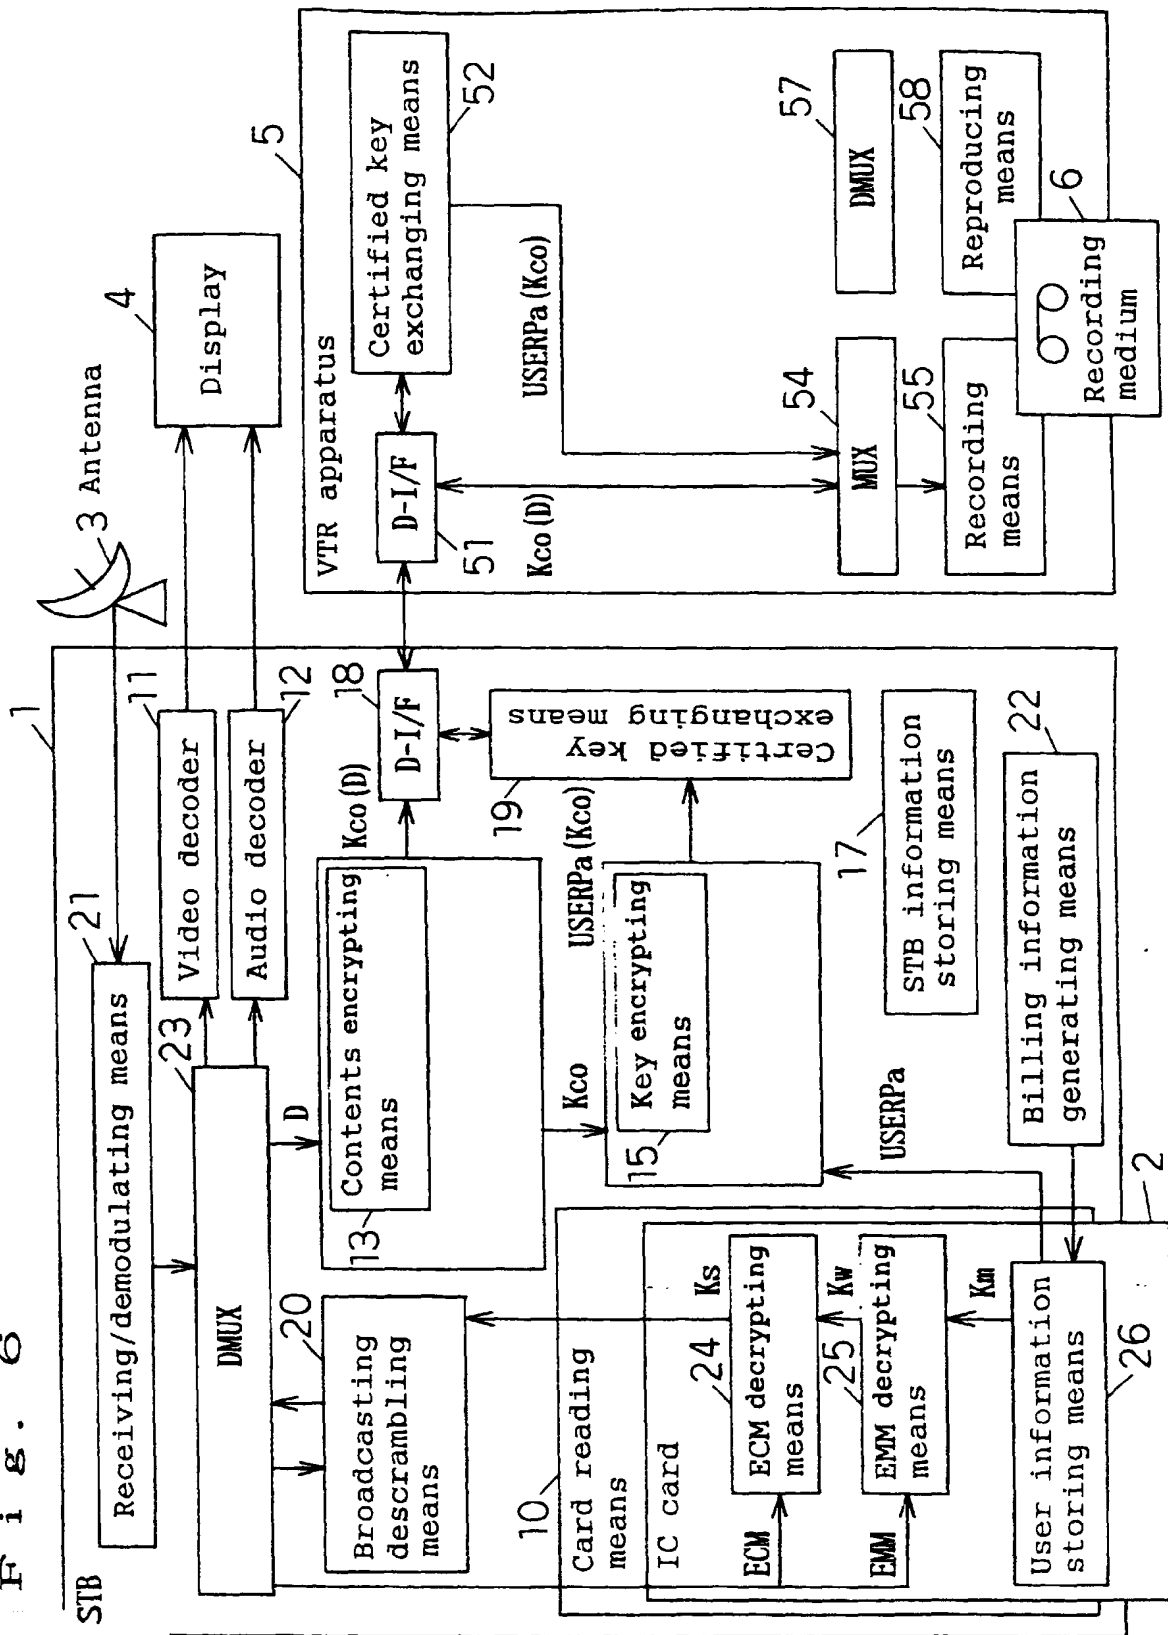 Fig. 6
STB
1
Receiving/demodulating means
21
3 Antenna
4
Display
DMUX
23
Video decoder
11
Audio decoder
12
D
Broadcasting
descrambling
means
20
Contents encrypting
means
13
Kco(D)
D-I/F
18
Kco
Key encrypting
means
15
USERPa(Kco)
Certified key
exchanging means
19
STB information
storing means
17
Billing information
generating means
22
USERPa
Card reading
means
10
IC card
2
ECM
ECM decrypting
means
24
Ks
EMM
EMM decrypting
means
25
Kw
Km
User information
storing means
26
VTR apparatus
5
D-I/F
51
Certified key
exchanging means
52
Kco(D)
USERPa(Kco)
MUX
54
DMUX
57
Recording
means
55
Reproducing
means
58
Recording
medium
6